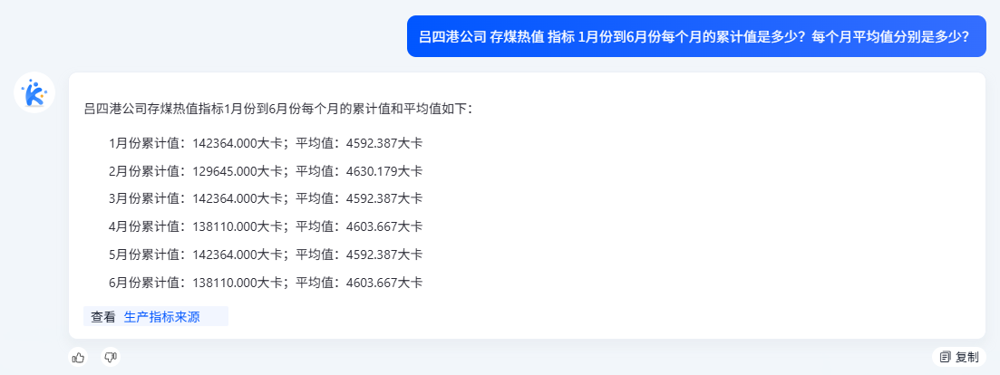 吕四港公司 存煤热值 指标 1月份到6月份每个月的累计值是多少？每个月平均值分别是多少？
吕四港公司存煤热值指标1月份到6月份每个月的累计值和平均值如下：
1月份累计值：142364.000大卡；平均值：4592.387大卡
2月份累计值：129645.000大卡；平均值：4630.179大卡
3月份累计值：142364.000大卡；平均值：4592.387大卡
4月份累计值：138110.000大卡；平均值：4603.667大卡
5月份累计值：142364.000大卡；平均值：4592.387大卡
6月份累计值：138110.000大卡；平均值：4603.667大卡
查看 生产指标来源
复制